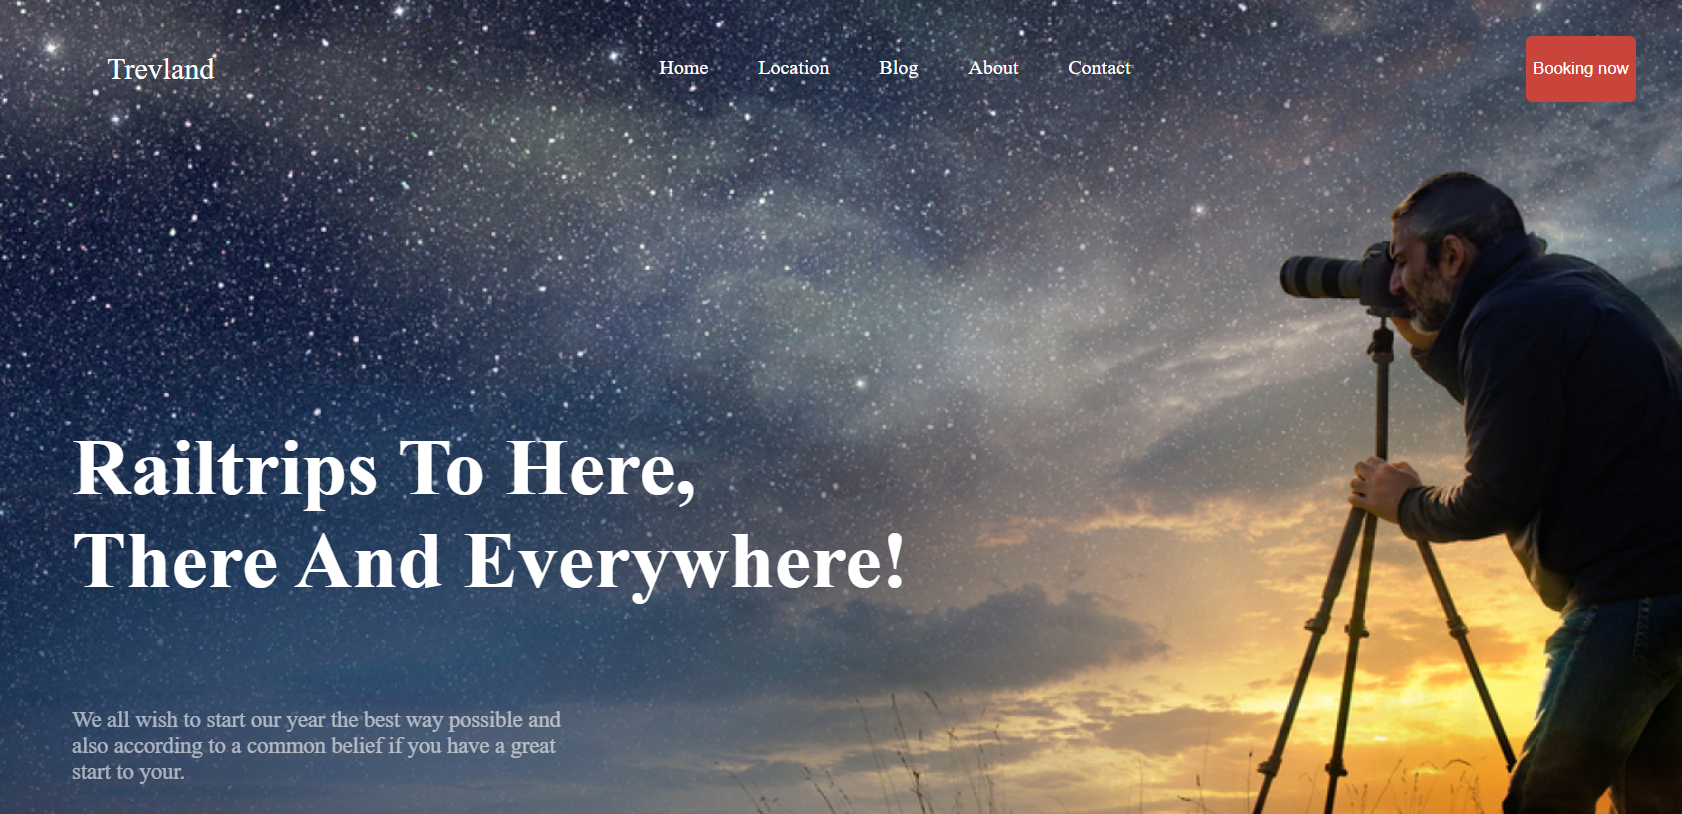 Trevland
Home Location Blog About Contact
Booking now
Railtrips To Here,
There And Everywhere!
We all wish to start our year the best way possible and
also according to a common belief if you have a great
start to your.